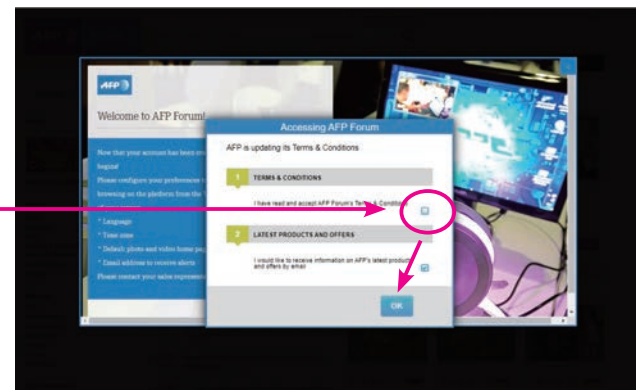 AFP
Welcome to AFP Forum!
Now that your account has been
begins!
Please configure your preferences
browsing on the platform from the
* Language
* Time zone
* Default photo and video home
* Email address to receive alerts
Please contact your sales
Accessing AFP Forum
AFP is updating its Terms & Conditions
1 TERMS & CONDITIONS
I have read and accept AFP Forum's Terms & Conditions
2 LATEST PRODUCTS AND OFFERS
I would like to receive information on AFP's latest
and offers by email
OK